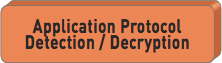 Application Protocol
Detection / Decryption